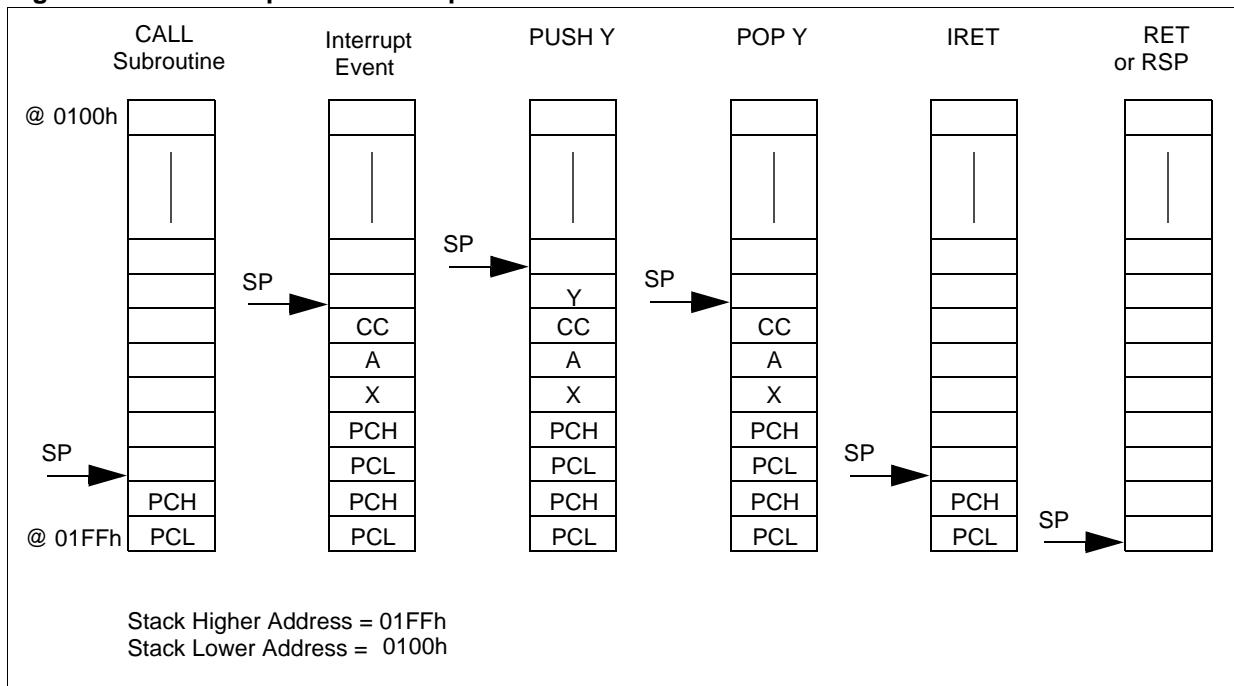 CALL
Subroutine
Interrupt
Event
PUSH Y
POP Y
IRET
RET
or RSP
@ 0100h
SP
SP
Y
SP
CC
CC
CC
A
A
A
X
X
X
PCH
PCH
PCH
SP
PCL
PCL
PCL
SP
PCH
PCH
PCH
PCH
PCH
@ 01FFh
PCL
PCL
PCL
PCL
PCL
SP
Stack Higher Address = 01FFh
Stack Lower Address = 0100h